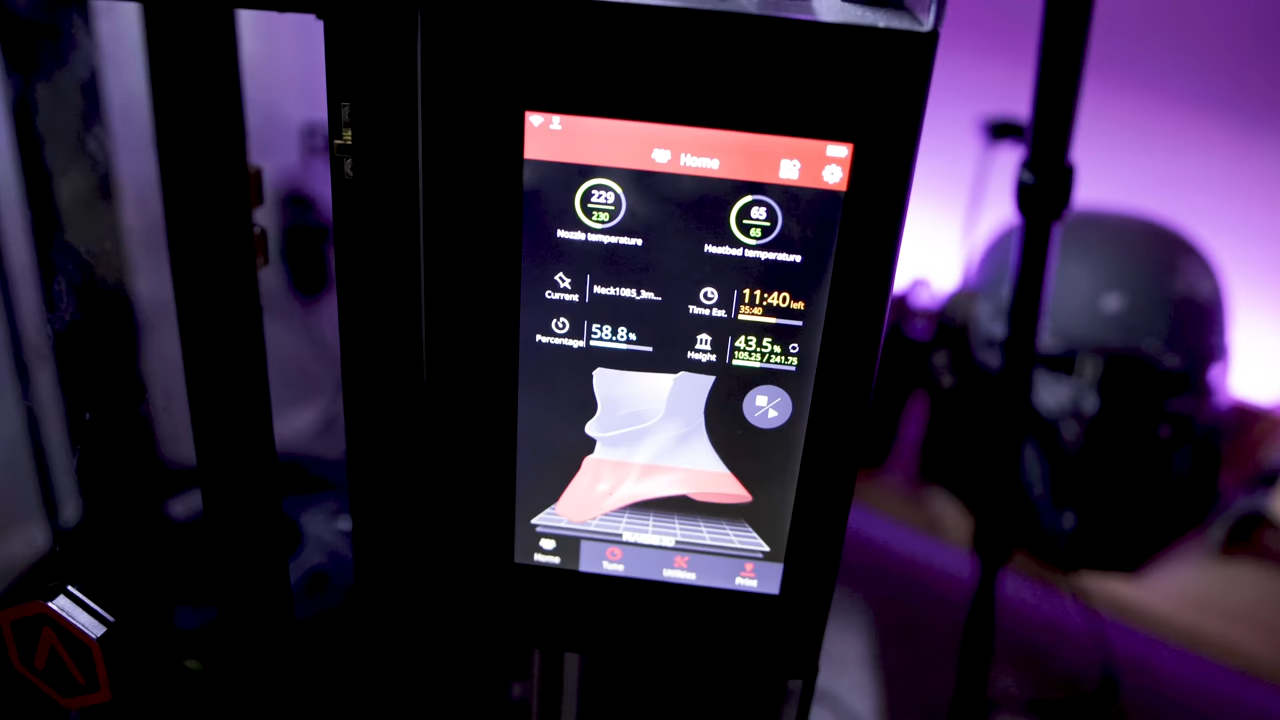 Home
229
230
Nozzle temperature
65
65
Heatbed temperature
Current
Neck1085_3m...
Time Est.
11:40 left
35:40
Percentage
58.8%
Height
43.5%
105.25 / 241.75
Home
Tune
Utilities
Print